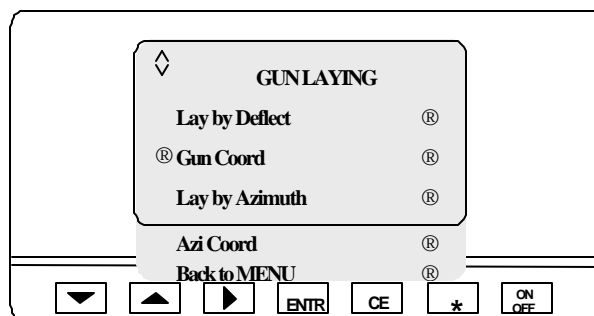 GUN LAYING
Lay by Deflect ®
® Gun Coord ®
Lay by Azimuth ®
Azi Coord ®
Back to MENU ®
ENTR CE * ON
OFF